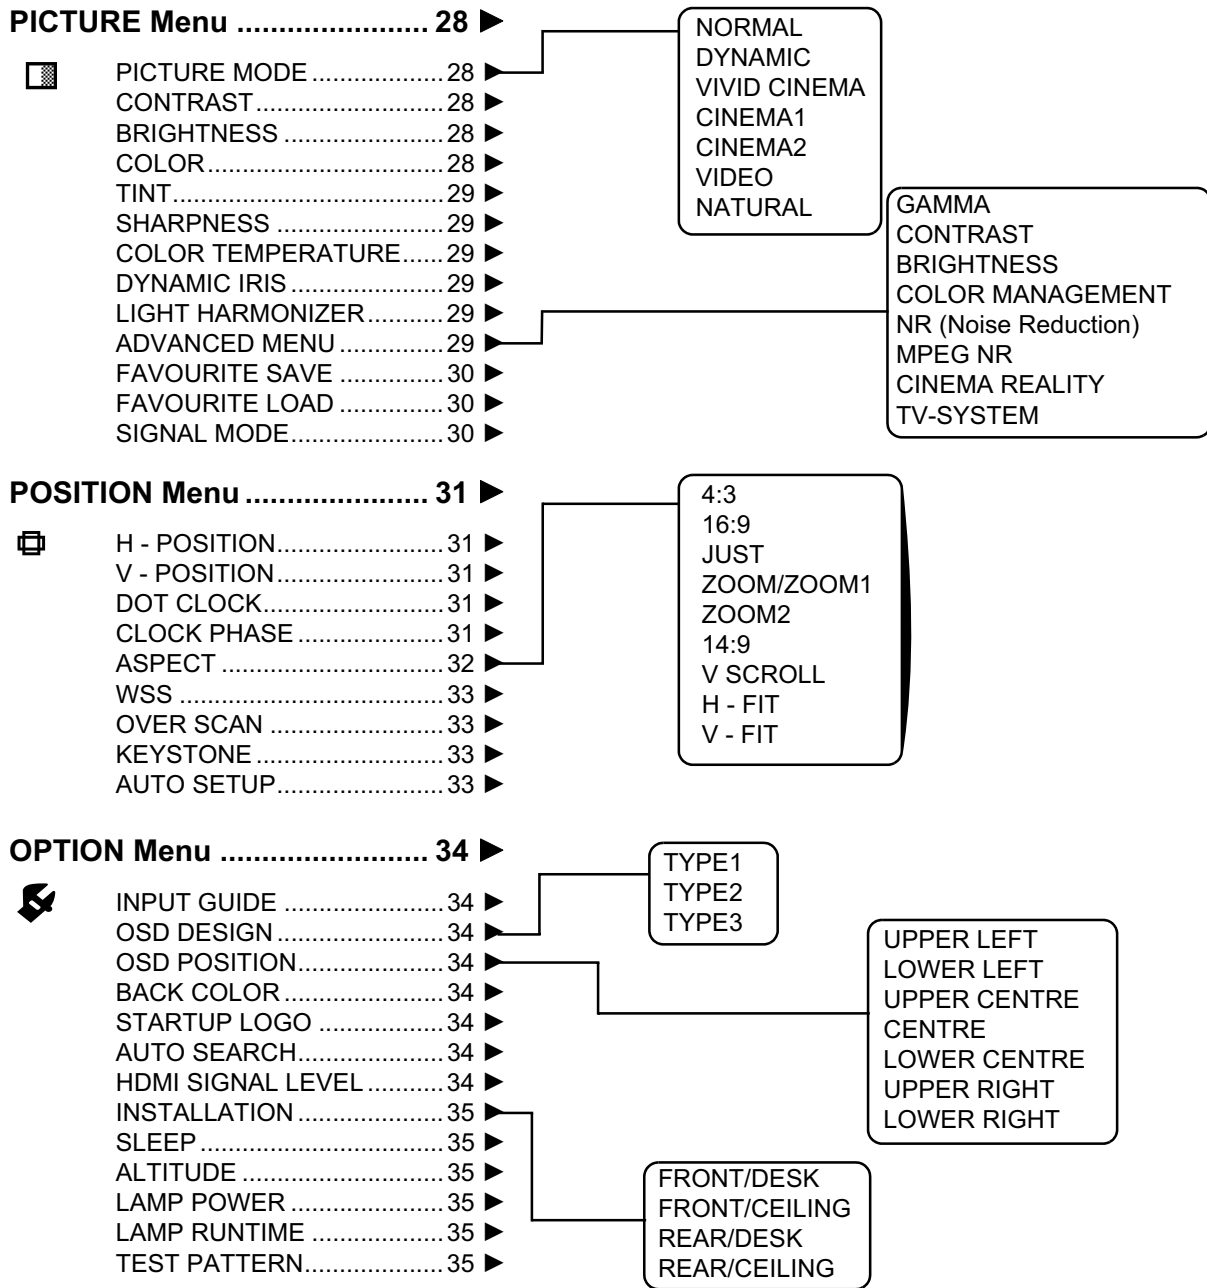 PICTURE Menu ....................... 28 ►
PICTURE MODE .................. 28 ►
CONTRAST ......................... 28 ►
BRIGHTNESS ..................... 28 ►
COLOR ............................... 28 ►
TINT .................................... 29 ►
SHARPNESS ...................... 29 ►
COLOR TEMPERATURE ...... 29 ►
DYNAMIC IRIS ..................... 29 ►
LIGHT HARMONIZER ........... 29 ►
ADVANCED MENU ............... 29 ►
FAVOURITE SAVE ............... 30 ►
FAVOURITE LOAD ............... 30 ►
SIGNAL MODE ..................... 30 ►
NORMAL
DYNAMIC
VIVID CINEMA
CINEMA1
CINEMA2
VIDEO
NATURAL
GAMMA
CONTRAST
BRIGHTNESS
COLOR MANAGEMENT
NR (Noise Reduction)
MPEG NR
CINEMA REALITY
TV-SYSTEM
POSITION Menu ...................... 31 ►
H - POSITION ....................... 31 ►
V - POSITION ....................... 31 ►
DOT CLOCK ......................... 31 ►
CLOCK PHASE .................... 31 ►
ASPECT .............................. 32 ►
WSS .................................... 33 ►
OVER SCAN ........................ 33 ►
KEYSTONE .......................... 33 ►
AUTO SETUP ....................... 33 ►
4:3
16:9
JUST
ZOOM/ZOOM1
ZOOM2
14:9
V SCROLL
H - FIT
V - FIT
OPTION Menu ......................... 34 ►
INPUT GUIDE ...................... 34 ►
OSD DESIGN ....................... 34 ►
OSD POSITION .................... 34 ►
BACK COLOR ...................... 34 ►
STARTUP LOGO ................. 34 ►
AUTO SEARCH .................... 34 ►
HDMI SIGNAL LEVEL ........... 34 ►
INSTALLATION .................... 35 ►
SLEEP ................................. 35 ►
ALTITUDE ............................ 35 ►
LAMP POWER ..................... 35 ►
LAMP RUNTIME .................. 35 ►
TEST PATTERN ................... 35 ►
TYPE1
TYPE2
TYPE3
UPPER LEFT
LOWER LEFT
UPPER CENTRE
CENTRE
LOWER CENTRE
UPPER RIGHT
LOWER RIGHT
FRONT/DESK
FRONT/CEILING
REAR/DESK
REAR/CEILING